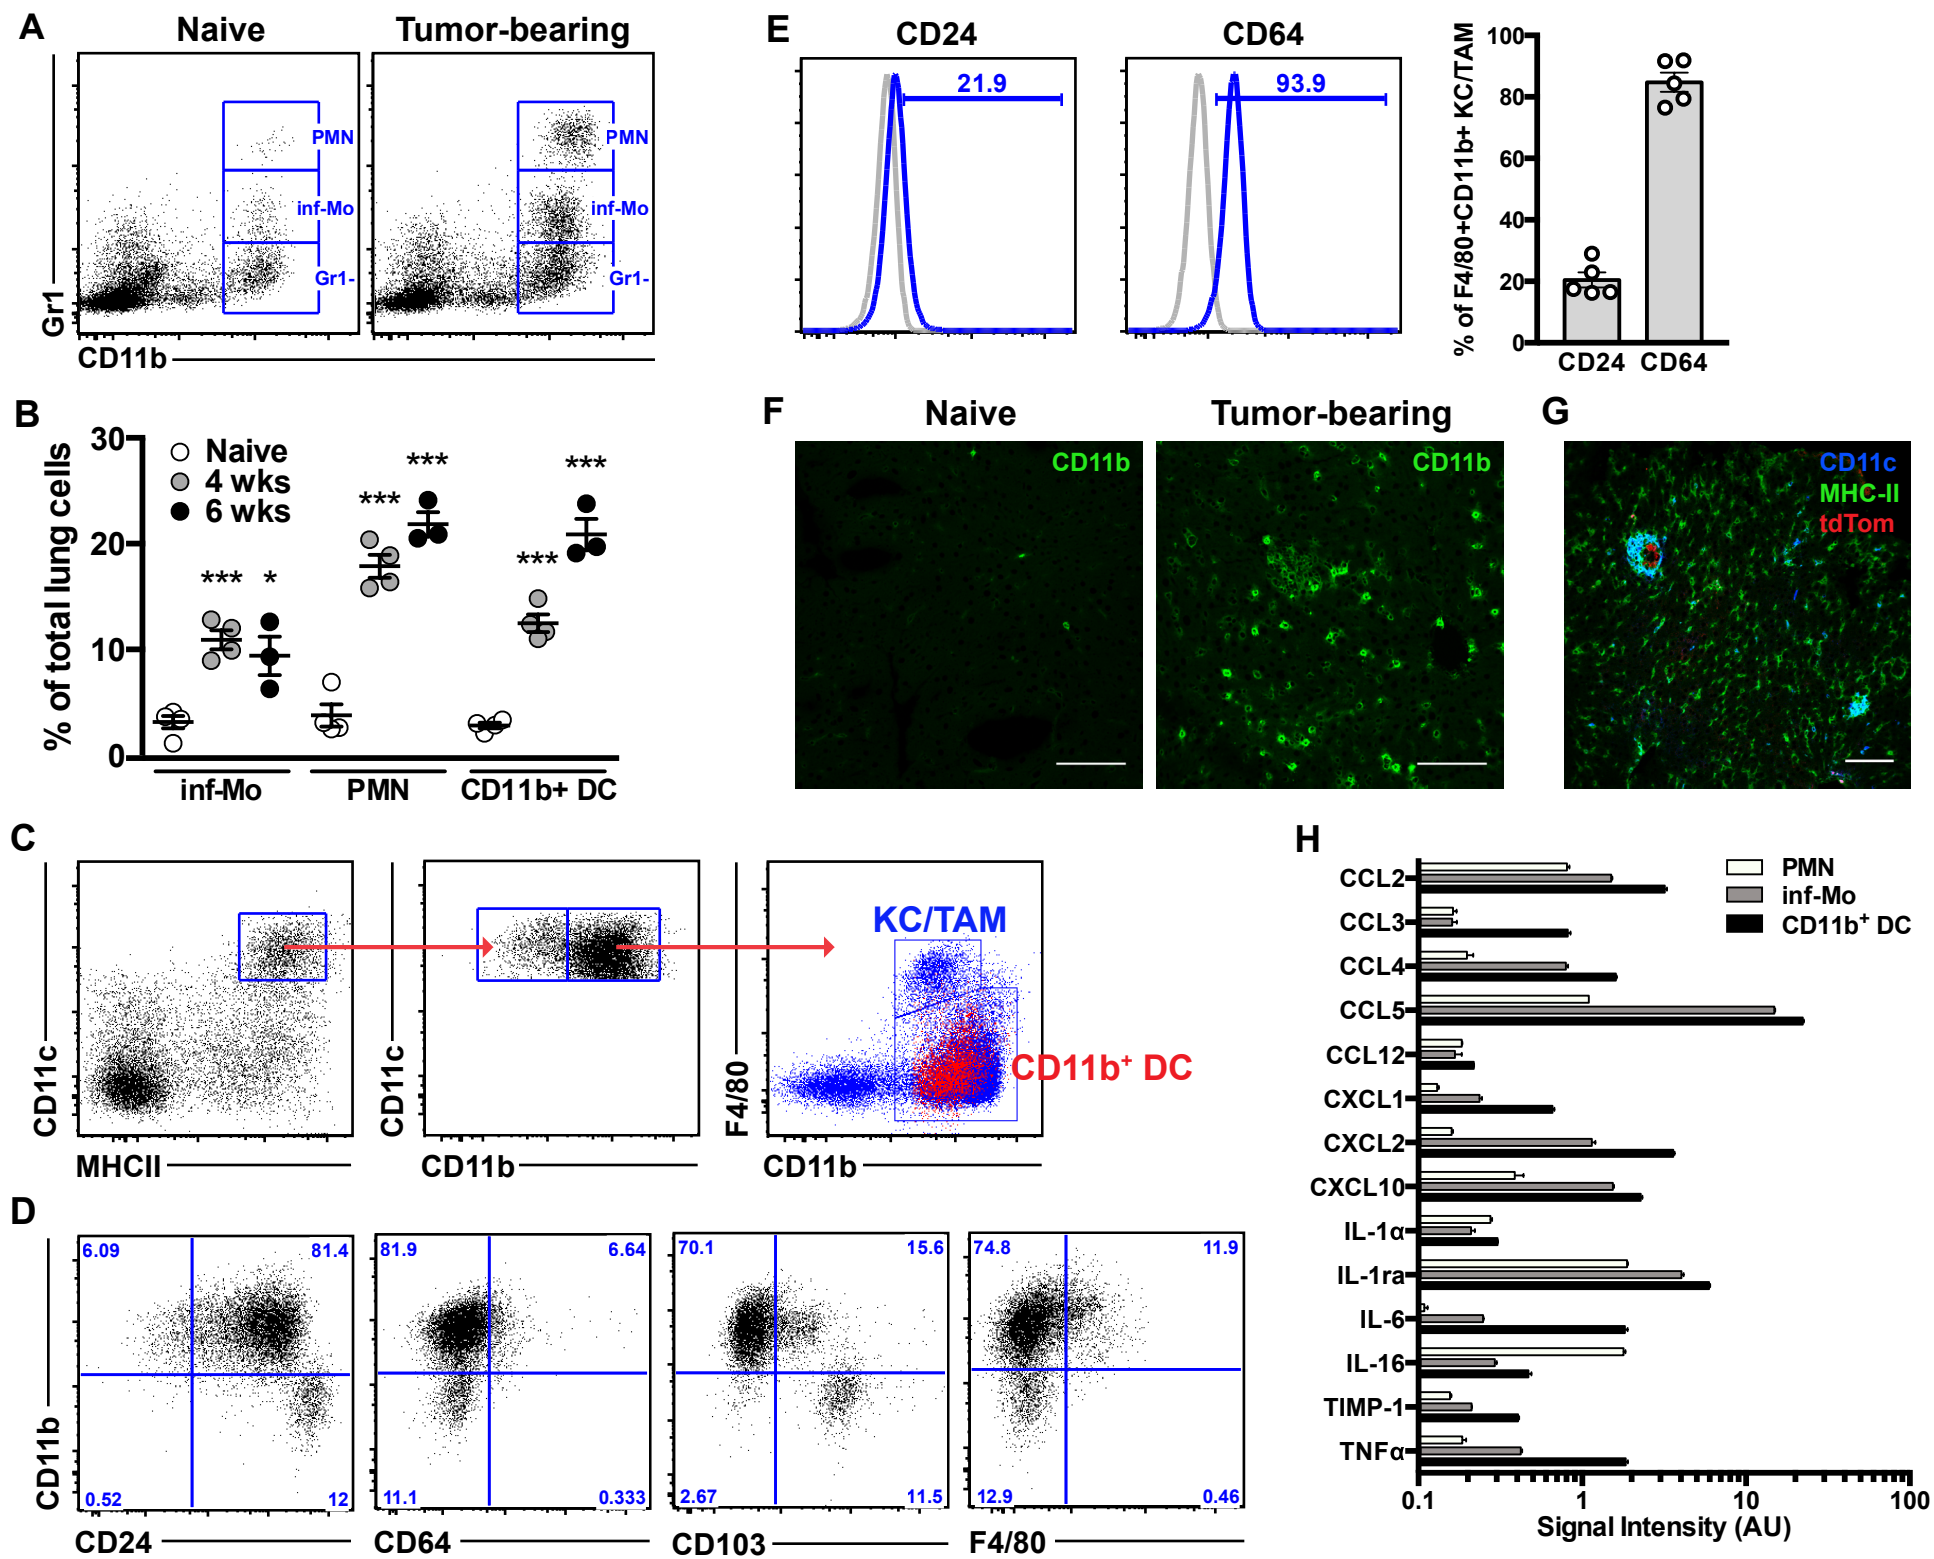 A
Naive
Tumor-bearing
PMN
inf-Mo
Gr1-
PMN
inf-Mo
Gr1-
Gr1
CD11b
B
% of total lung cells
30
20
10
0
Naive
4 wks
6 wks
***
*
***
***
***
***
inf-Mo
PMN
CD11b+ DC
C
CD11c
MHCII
CD11c
CD11b
F4/80
CD11b
KC/TAM
CD11b+ DC
D
CD11b
6.09
81.4
0.52
12
CD24
81.9
6.64
11.1
0.333
CD64
70.1
15.6
2.67
11.5
CD103
74.8
11.9
12.9
0.46
F4/80
E
CD24
21.9
CD64
93.9
% of F4/80+CD11b+ KC/TAM
100
80
60
40
20
0
CD24
CD64
F
Naive
CD11b
Tumor-bearing
CD11b
G
CD11c
MHC-II
tdTom
H
PMN
inf-Mo
CD11b+ DC
CCL2
CCL3
CCL4
CCL5
CCL12
CXCL1
CXCL2
CXCL10
IL-1α
IL-1ra
IL-6
IL-16
TIMP-1
TNFα
0.1
1
10
100
Signal Intensity (AU)